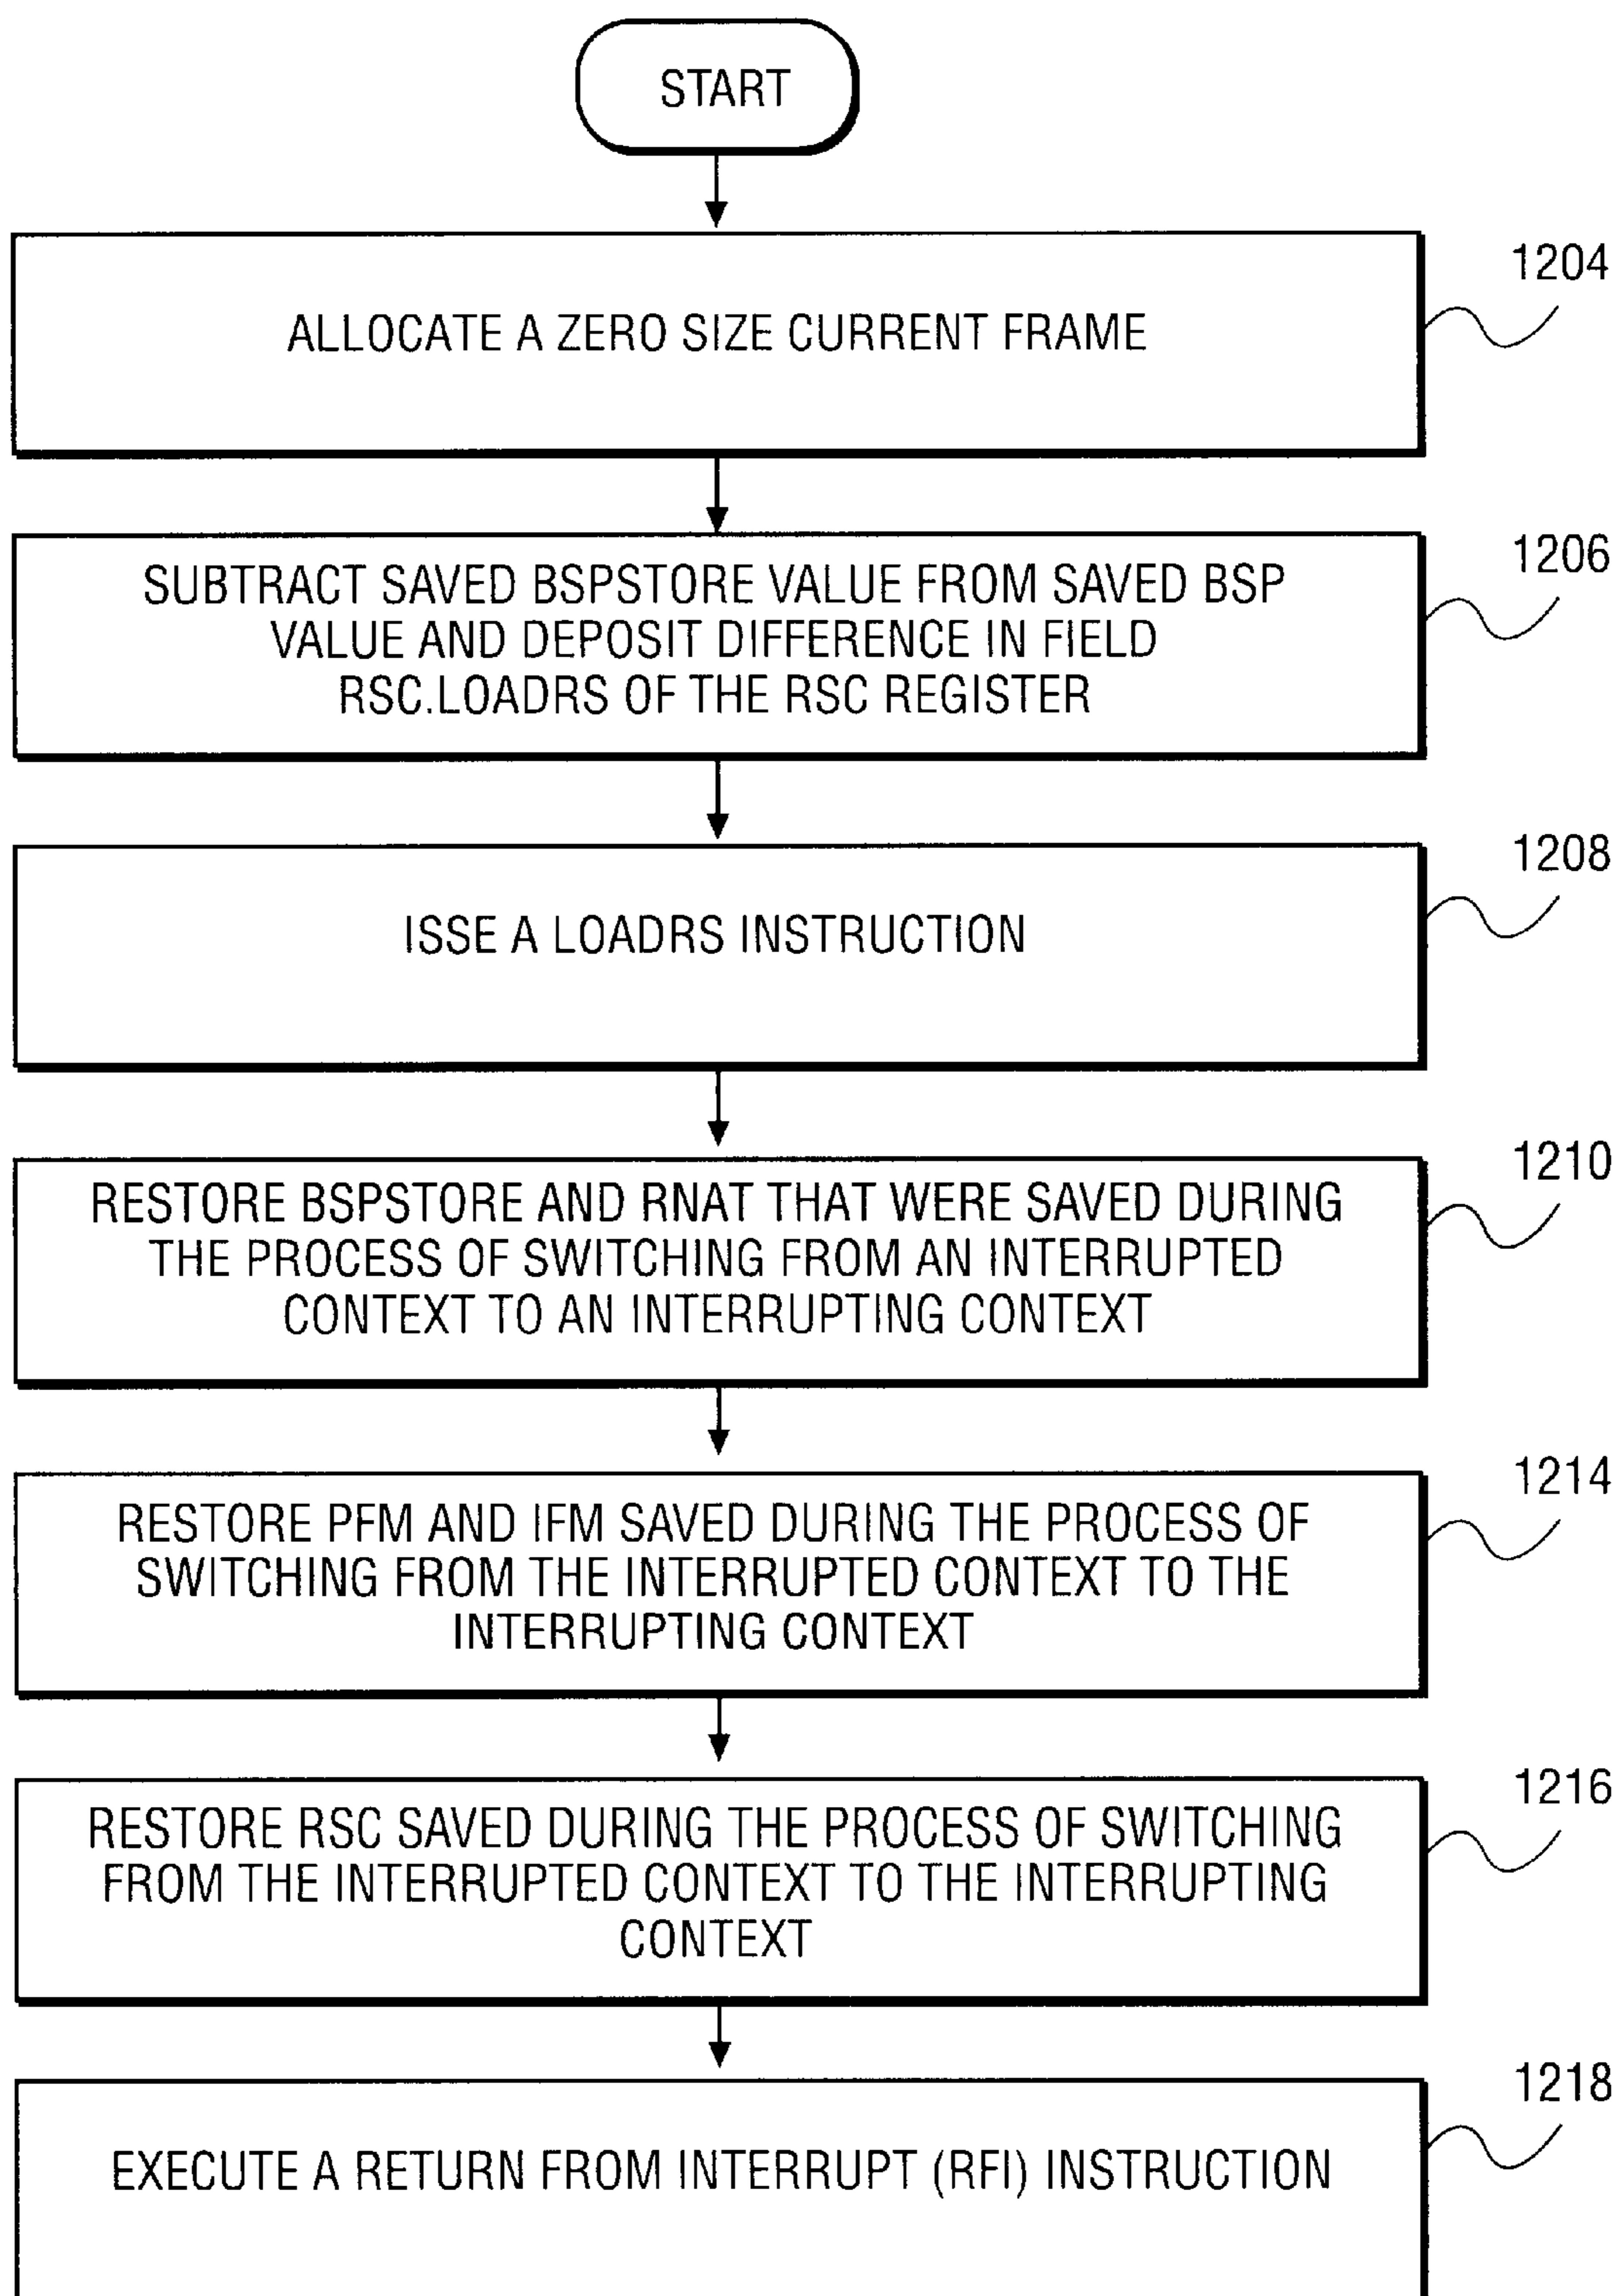 START
1204
ALLOCATE A ZERO SIZE CURRENT FRAME
1206
SUBTRACT SAVED BSPSTORE VALUE FROM SAVED BSP
VALUE AND DEPOSIT DIFFERENCE IN FIELD
RSC.LOADRS OF THE RSC REGISTER
1208
ISSE A LOADRS INSTRUCTION
1210
RESTORE BSPSTORE AND RNAT THAT WERE SAVED DURING
THE PROCESS OF SWITCHING FROM AN INTERRUPTED
CONTEXT TO AN INTERRUPTING CONTEXT
1214
RESTORE PFM AND IFM SAVED DURING THE PROCESS OF
SWITCHING FROM THE INTERRUPTED CONTEXT TO THE
INTERRUPTING CONTEXT
1216
RESTORE RSC SAVED DURING THE PROCESS OF SWITCHING
FROM THE INTERRUPTED CONTEXT TO THE INTERRUPTING
CONTEXT
1218
EXECUTE A RETURN FROM INTERRUPT (RFI) INSTRUCTION